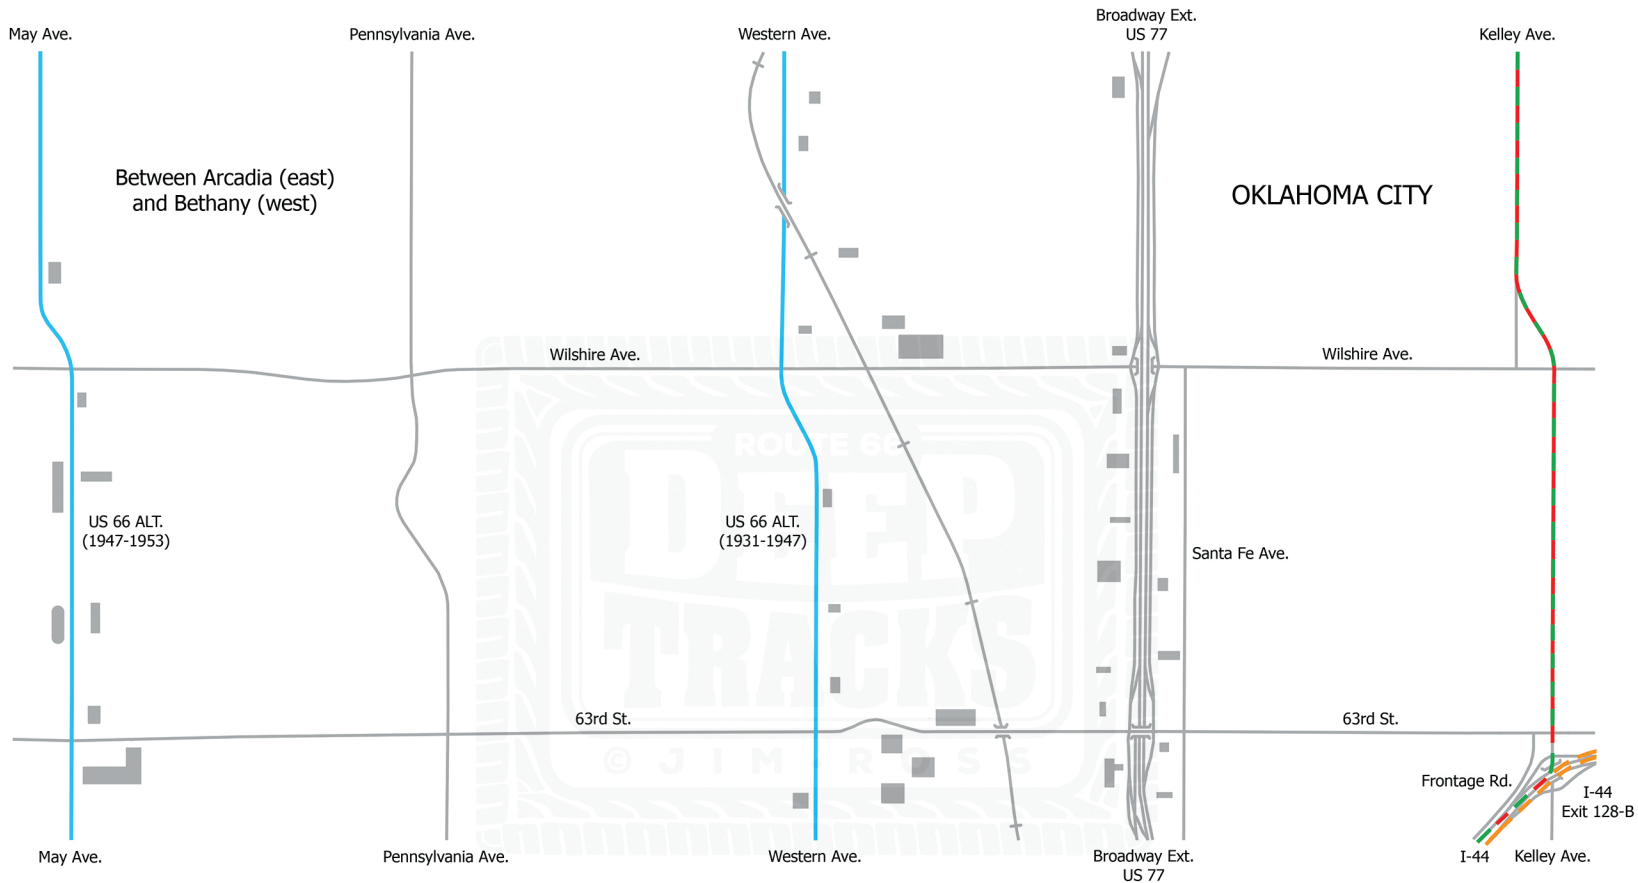 Broadway Ext.
May Ave.
Pennsylvania Ave.
Western Ave.
US 77
Kelley Ave.
Between Arcadia (east)
and Bethany (west)
OKLAHOMA CITY
Wilshire Ave.
Wilshire Ave.
ROUTE 66
DEEP
US 66 ALT.
(1947-1953)
US 66 ALT.
(1931-1947)
Santa Fe Ave.
TRACKS
63rd St.
63rd St.
© JIM ROSS
Frontage Rd.
I-44
Exit 128-B
May Ave.
Pennsylvania Ave.
Western Ave.
Broadway Ext.
US 77
I-44
Kelley Ave.